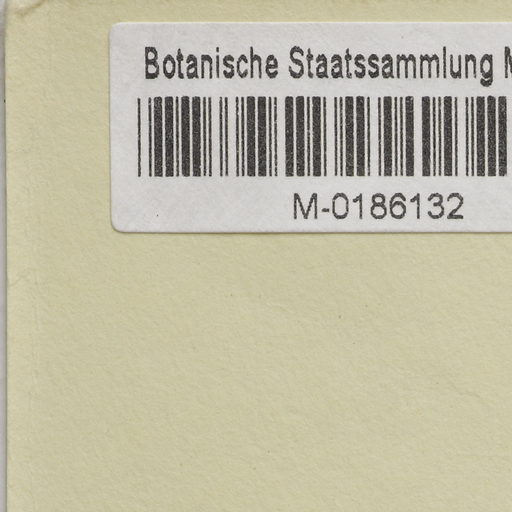 Botanische Staatssammlung
M-0186132